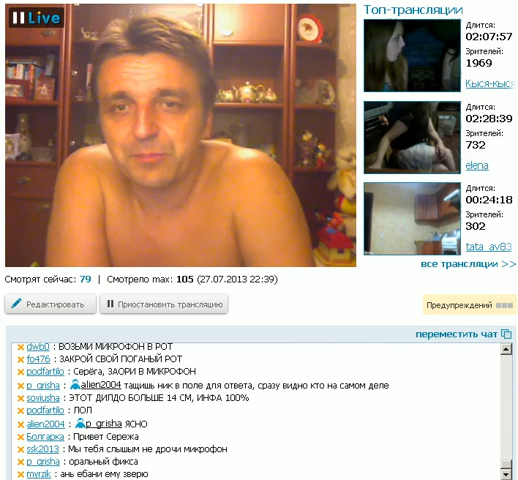 Live
Топ-трансляции
Длится:
02:07:57
Зрителей:
1969
Кыся-кыся
Длится:
02:28:39
Зрителей:
732
elena
Длится:
00:24:18
Зрителей:
302
tata_av83
все трансляции >>
Смотрят сейчас: 79 | Смотрело max: 105 (27.07.2013 22:39)
Редактировать
Приостановить трансляцию
Предупреждений
переместить чат
dwb0 : ВОЗЬМИ МИКРОФОН В РОТ
fo476 : ЗАКРОЙ СВОЙ ПОГАНЫЙ РОТ
podfartilo : Серёга, ЗАОРИ В МИКРОФОН
p_grisha : alien2004 тащишь ник в поле для ответа, сразу видно кто на самом деле
soviusha : ЭТОТ ДИЛДО БОЛЬШЕ 14 СМ, ИНФА 100%
podfartilo : ЛОЛ
alien2004 : p_grisha ЯСНО
Болгарка : Привет Сережа
ssk2013 : Мы тебя слышым не дрочи микрофон
p_grisha : оральный фикса
myrzik : ань ебани ему зверю